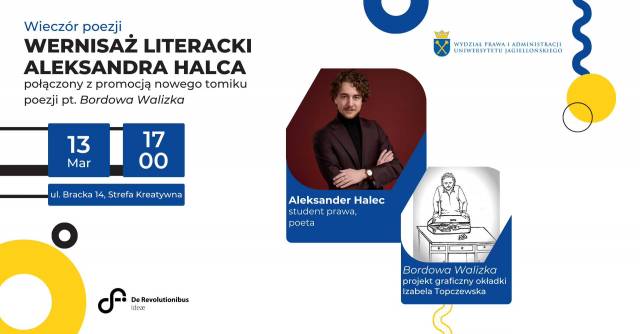 Wieczór poezji
WERNISAŻ LITERACKI
ALEKSANDRA HALCA
połączony z promocją nowego tomiku
poezji pt. Bordowa Walizka
13
Mar
17
00
ul. Bracka 14, Strefa Kreatywna
WYDZIAŁ PRAWA I ADMINISTRACJI
UNIWERSYTETU JAGIELLOŃSKIEGO
Aleksander Halec
student prawa,
poeta
Bordowa Walizka
projekt graficzny okładki
Izabela Topczewska
De Revolutionibus
ideæ